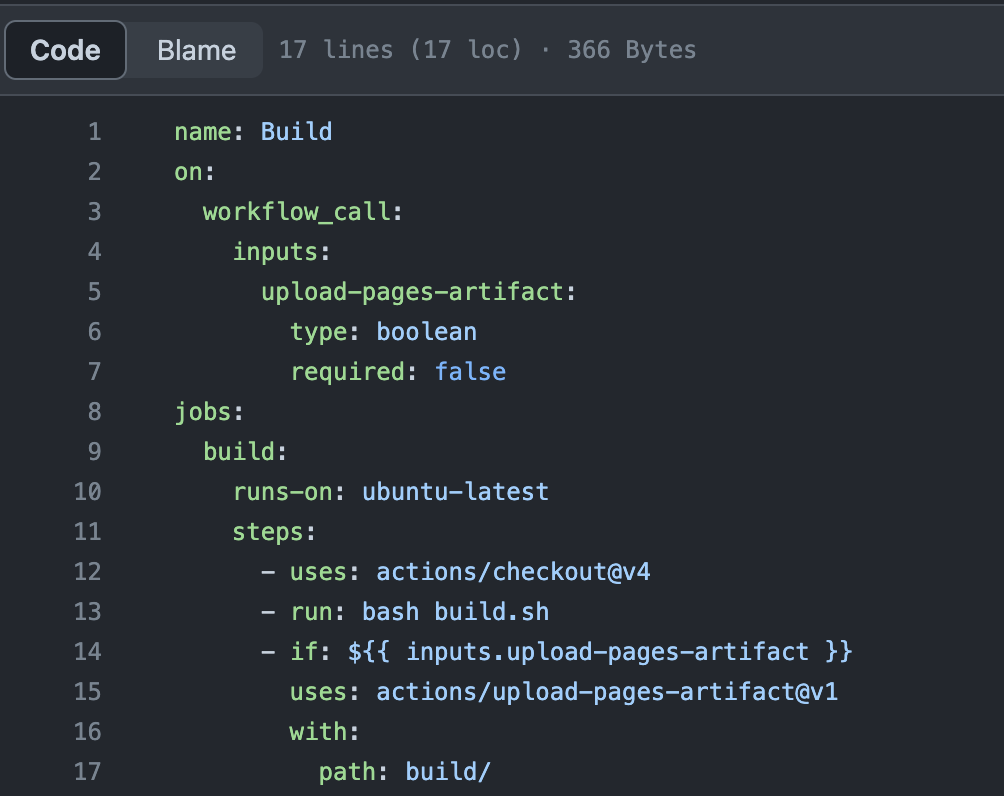 Code Blame 17 lines (17 loc) · 366 Bytes
1 name: Build
2 on:
3   workflow_call:
4     inputs:
5       upload-pages-artifact:
6         type: boolean
7         required: false
8 jobs:
9   build:
10     runs-on: ubuntu-latest
11     steps:
12       - uses: actions/checkout@v4
13       - run: bash build.sh
14       - if: ${{ inputs.upload-pages-artifact }}
15         uses: actions/upload-pages-artifact@v1
16         with:
17           path: build/